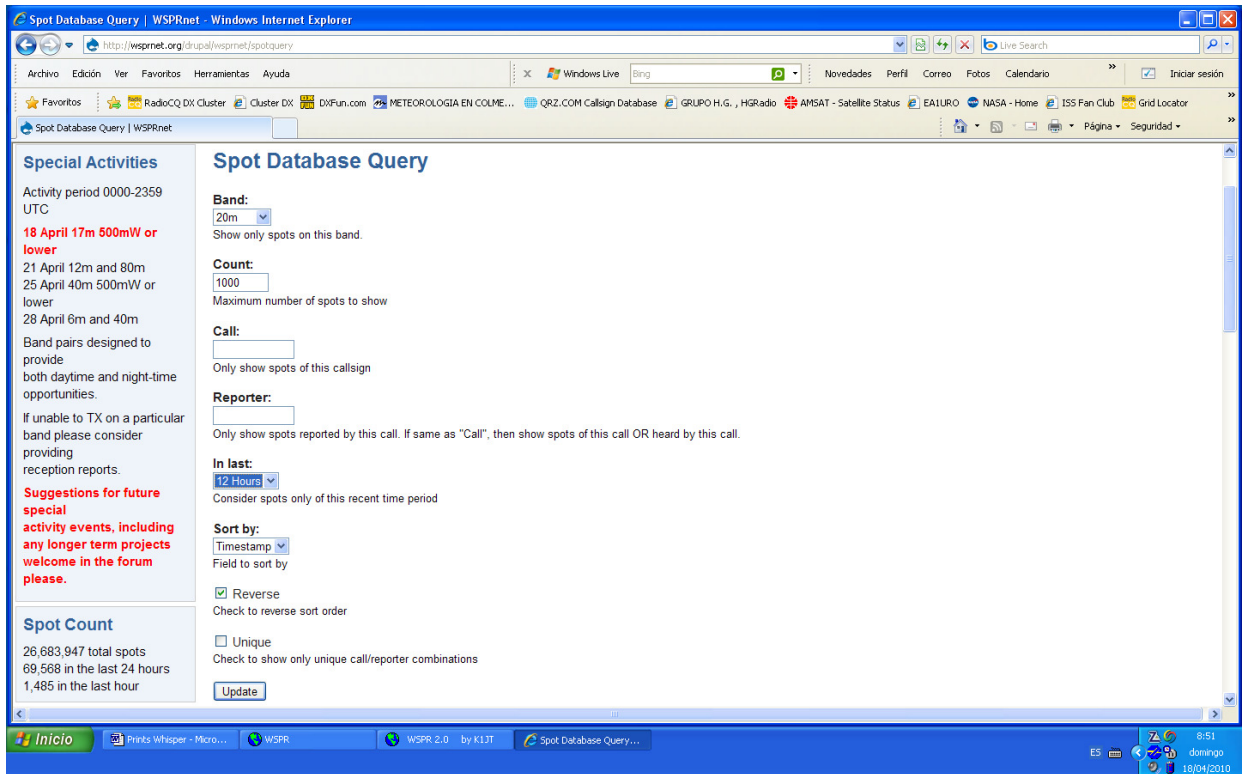 Spot Database Query | WSPRnet - Windows Internet Explorer
http://wsprnet.org/drupal/wsprnet/spotquery
Live Search
Archivo Edición Ver Favoritos Herramientas Ayuda
X Windows Live Bing
Novedades Perfil Correo Fotos Calendario » Iniciar sesión
Favoritos RadioCQ DX Cluster Cluster DX DXFun.com METEOROLOGIA EN COLME... QRZ.COM Callsign Database GRUPO H.G. , HGRadio AMSAT - Satellite Status EA1URO NASA - Home ISS Fan Club Grid Locator »
Spot Database Query | WSPRnet
Página Seguridad »
Special Activities
Activity period 0000-2359
UTC
18 April 17m 500mW or
lower
21 April 12m and 80m
25 April 40m 500mW or
lower
28 April 6m and 40m
Band pairs designed to
provide
both daytime and night-time
opportunities.
If unable to TX on a particular
band please consider
providing
reception reports.
Suggestions for future
special
activity events, including
any longer term projects
welcome in the forum
please.
Spot Count
26,683,947 total spots
69,568 in the last 24 hours
1,485 in the last hour
Spot Database Query
Band:
20m
Show only spots on this band.
Count:
1000
Maximum number of spots to show
Call:
Only show spots of this callsign
Reporter:
Only show spots reported by this call. If same as "Call", then show spots of this call OR heard by this call.
In last:
12 Hours
Consider spots only of this recent time period
Sort by:
Timestamp
Field to sort by
Reverse
Check to reverse sort order
Unique
Check to show only unique call/reporter combinations
Update
Inicio
Prints Whisper - Micro...
WSPR
WSPR 2.0 by K1JT
Spot Database Query...
ES
8:51
domingo
18/04/2010